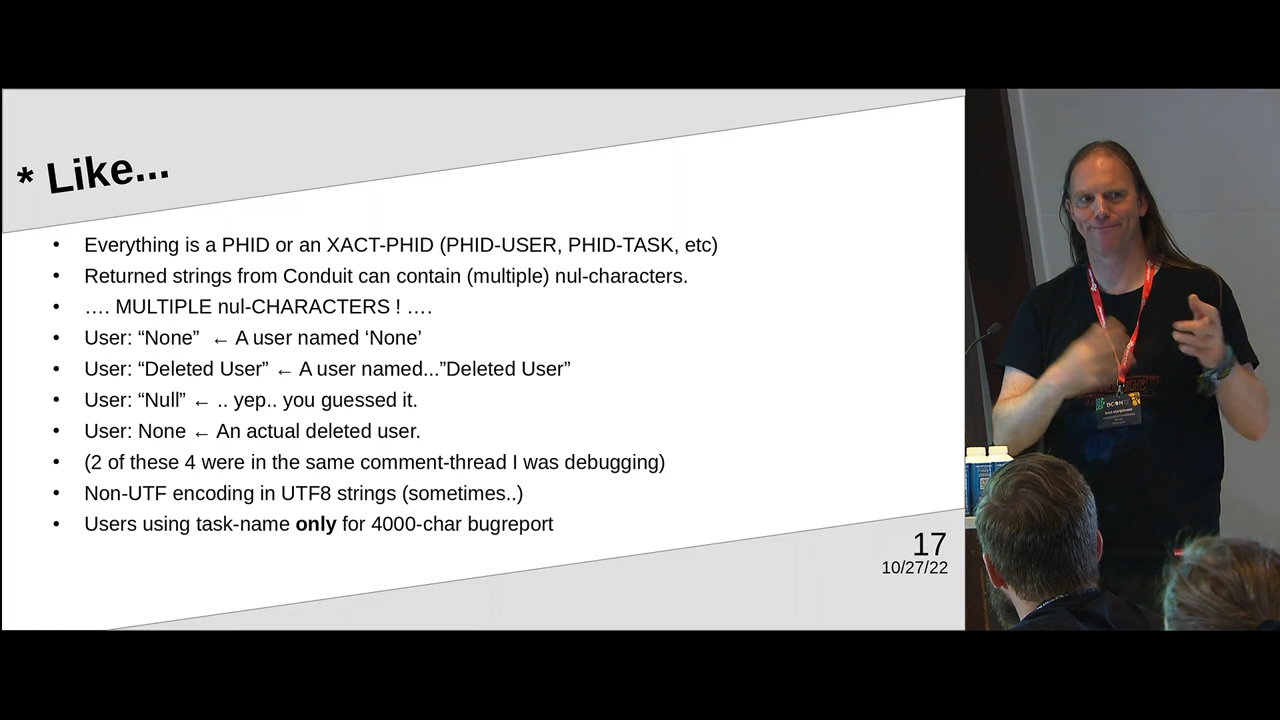 * Like...
• Everything is a PHID or an XACT-PHID (PHID-USER, PHID-TASK, etc)
• Returned strings from Conduit can contain (multiple) nul-characters.
• …. MULTIPLE nul-CHARACTERS ! ….
• User: “None” ← A user named ‘None’
• User: “Deleted User” ← A user named...”Deleted User”
• User: “Null” ← .. yep.. you guessed it.
• User: None ← An actual deleted user.
• (2 of these 4 were in the same comment-thread I was debugging)
• Non-UTF encoding in UTF8 strings (sometimes..)
• Users using task-name only for 4000-char bugreport
17
10/27/22